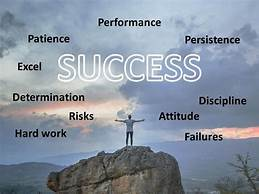 Performance
Patience
Persistence
Excel
SUCCESS
Determination
Discipline
Risks
Attitude
Hard work
Failures